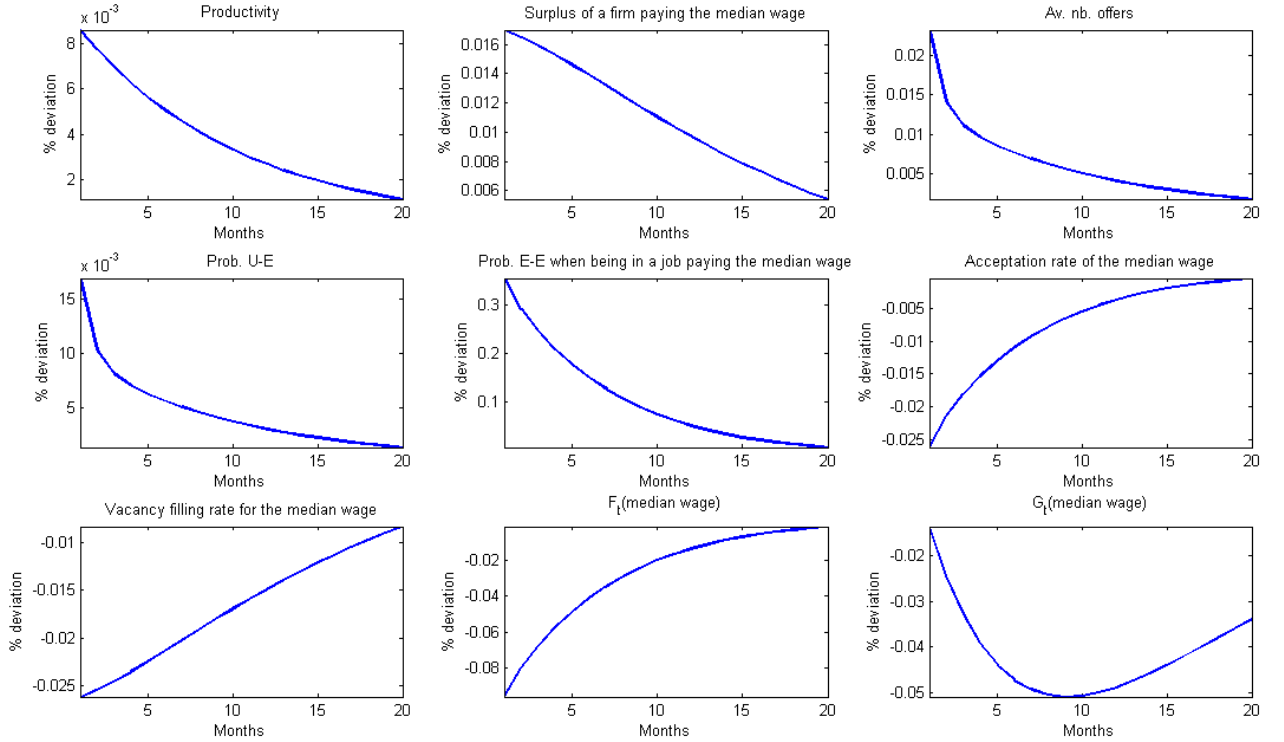 Productivity
x 10⁻³
8
6
4
2
% deviation
5 10 15 20
Months
Surplus of a firm paying the median wage
0.016
0.014
0.012
0.01
0.008
0.006
% deviation
5 10 15 20
Months
Av. nb. offers
0.02
0.015
0.01
0.005
% deviation
5 10 15 20
Months
Prob. U-E
x 10⁻³
15
10
5
% deviation
5 10 15 20
Months
Prob. E-E when being in a job paying the median wage
0.3
0.2
0.1
% deviation
5 10 15 20
Months
Acceptation rate of the median wage
-0.005
-0.01
-0.015
-0.02
-0.025
% deviation
5 10 15 20
Months
Vacancy filling rate for the median wage
-0.01
-0.015
-0.02
-0.025
% deviation
5 10 15 20
Months
Fₜ(median wage)
-0.02
-0.04
-0.06
-0.08
% deviation
5 10 15 20
Months
Gₜ(median wage)
-0.02
-0.03
-0.04
-0.05
% deviation
5 10 15 20
Months